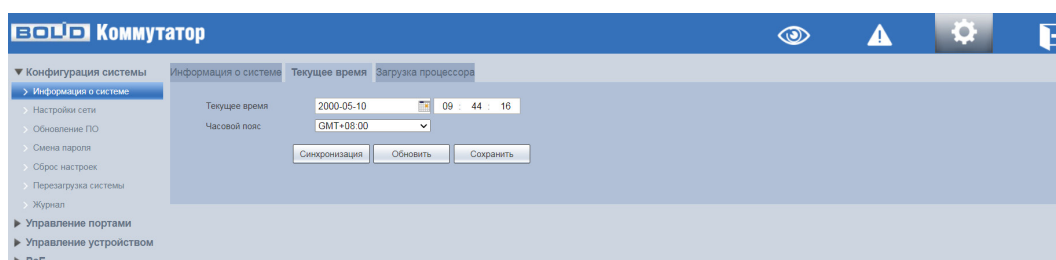 BOLID Коммутатор
Конфигурация системы
Информация о системе
Настройки сети
Обновление ПО
Смена пароля
Сброс настроек
Перезагрузка системы
Журнал
Управление портами
Управление устройством
PoE
Информация о системе Текущее время Загрузка процессора
Текущее время 2000-05-10 09 : 44 : 16
Часовой пояс GMT+08:00
Синхронизация Обновить Сохранить